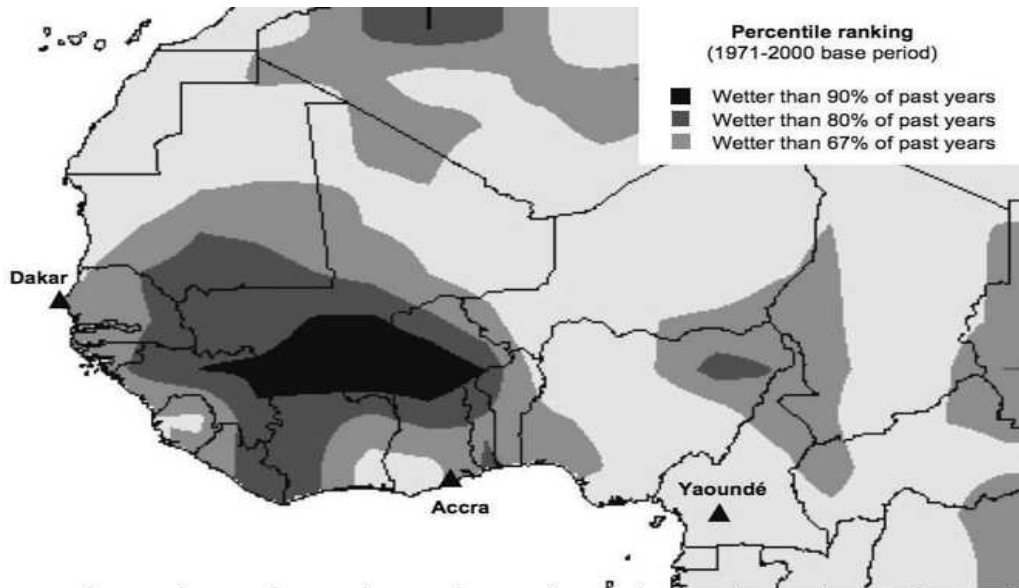 Percentile ranking
(1971-2000 base period)
Wetter than 90% of past years
Wetter than 80% of past years
Wetter than 67% of past years
Dakar
Accra
Yaoundé